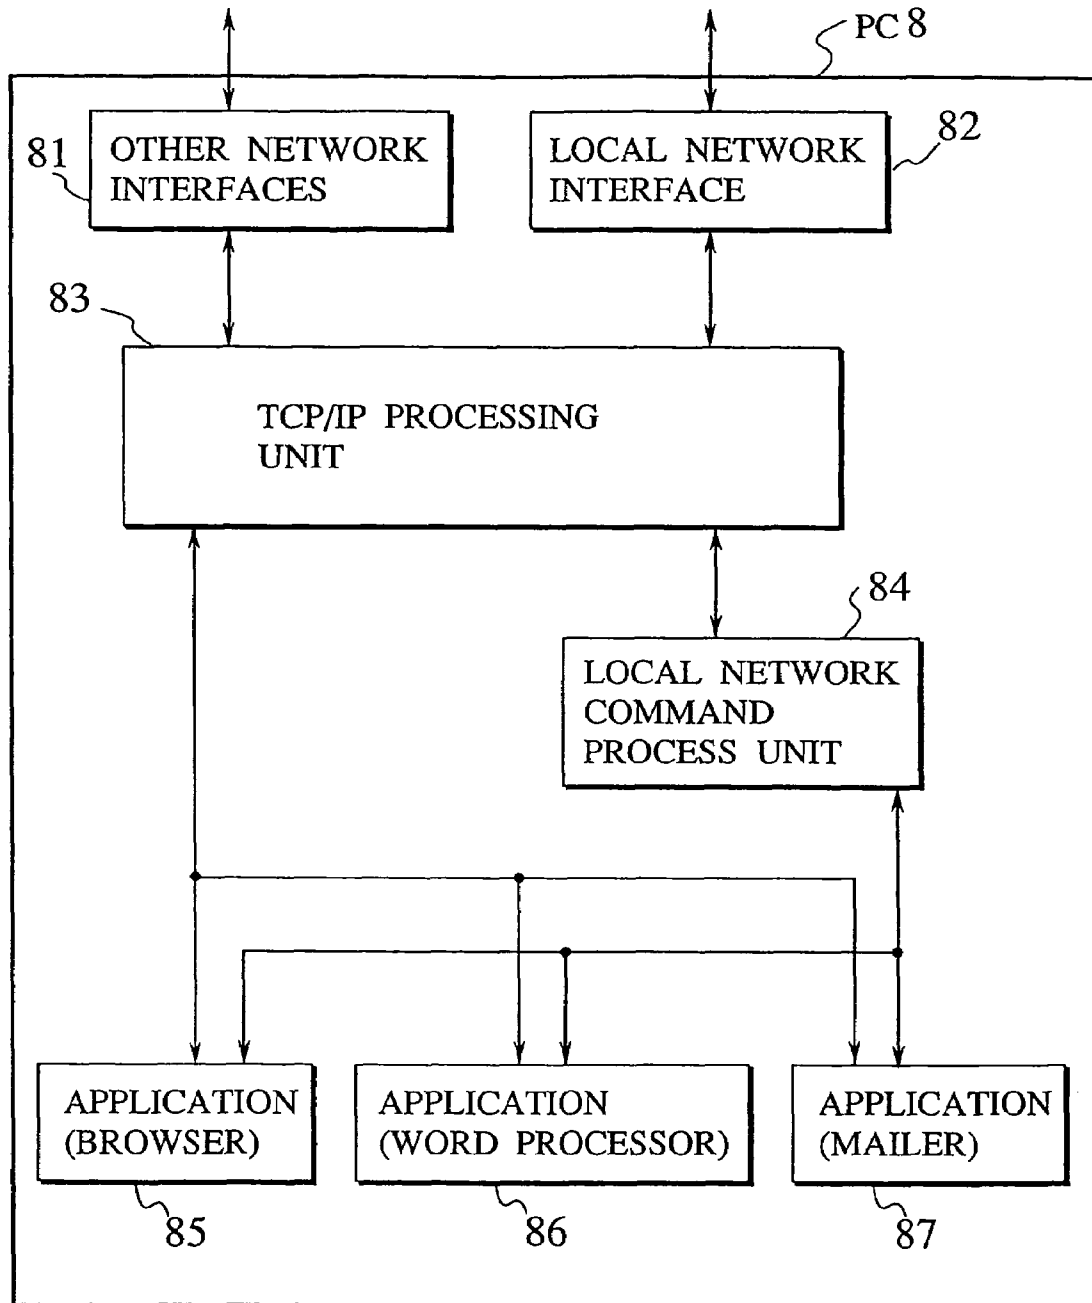 PC 8
81
OTHER NETWORK
INTERFACES
LOCAL NETWORK
INTERFACE
82
83
TCP/IP PROCESSING
UNIT
84
LOCAL NETWORK
COMMAND
PROCESS UNIT
APPLICATION
(BROWSER)
APPLICATION
(WORD PROCESSOR)
APPLICATION
(MAILER)
85
86
87